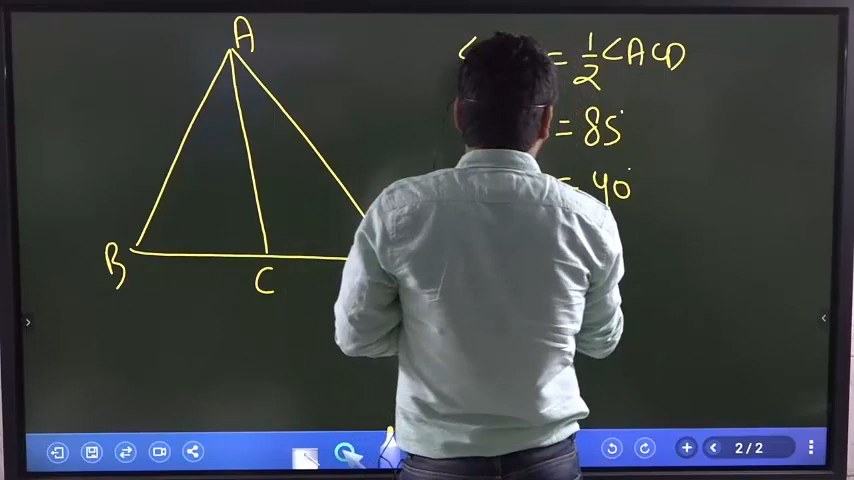 A
= 1/2 <ACD
= 85°
= 40°
B
C
2/2